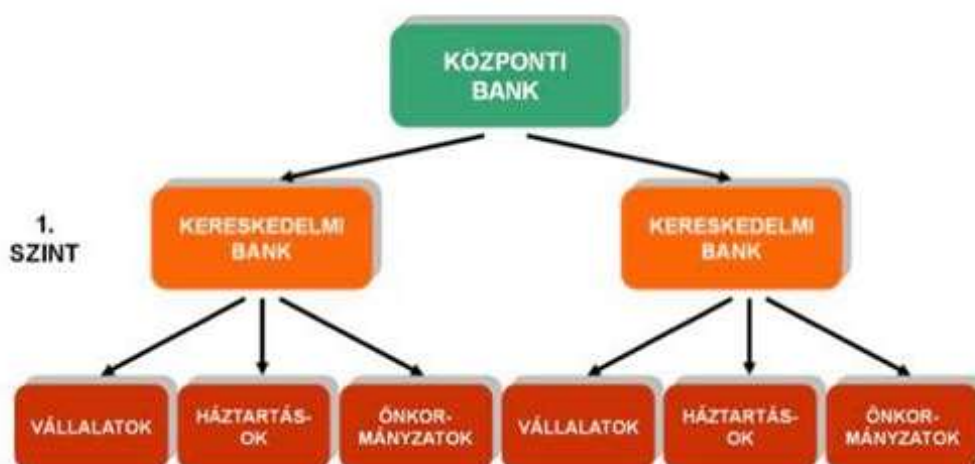 KÖZPONTI
BANK
1.
SZINT
KERESKEDELMI
BANK
KERESKEDELMI
BANK
VÁLLALATOK
HÁZTARTÁS-
OK
ÖNKOR-
MÁNYZATOK
VÁLLALATOK
HÁZTARTÁS-
OK
ÖNKOR-
MÁNYZATOK